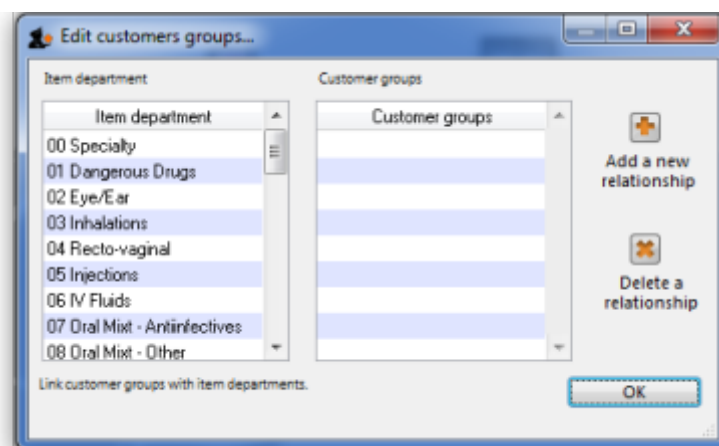 Edit customers groups...
Item department
Customer groups
Item department
Customer groups
00 Specialty
01 Dangerous Drugs
02 Eye/Ear
03 Inhalations
04 Recto-vaginal
05 Injections
06 IV Fluids
07 Oral Mixt - Antiinfectives
08 Oral Mixt - Other
Add a new
relationship
Delete a
relationship
Link customer groups with item departments.
OK